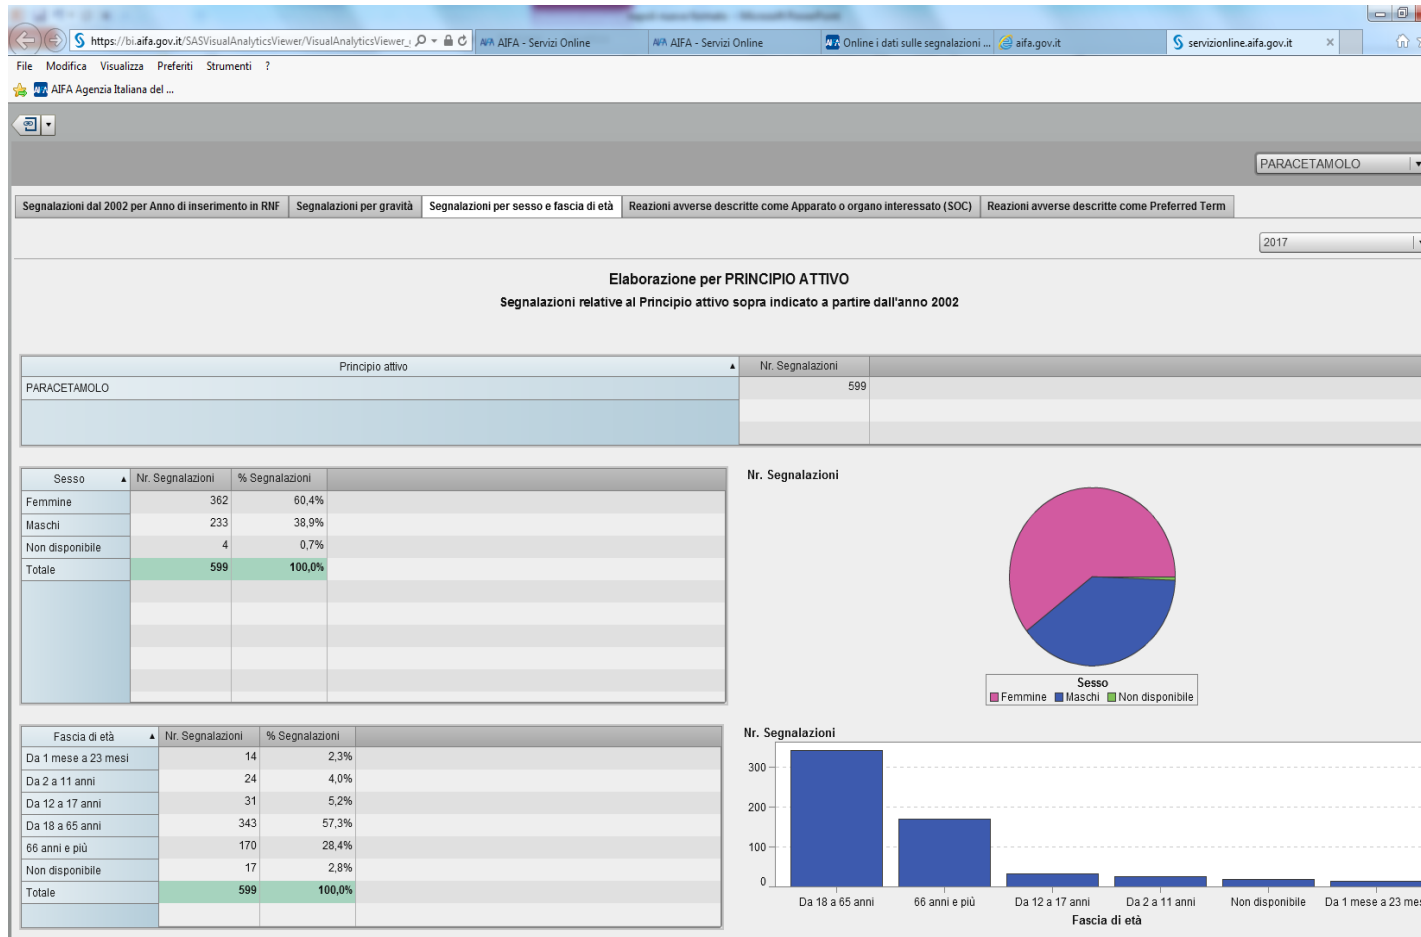 https://bi.aifa.gov.it/SASVisualAnalyticsViewer/VisualAnalyticsViewer_
AIFA - Servizi Online
AIFA - Servizi Online
Online i dati sulle segnalazioni ...
aifa.gov.it
servizionline.aifa.gov.it
File Modifica Visualizza Preferiti Strumenti ?
AIFA Agenzia Italiana del ...
PARACETAMOLO
Segnalazioni dal 2002 per Anno di inserimento in RNF
Segnalazioni per gravità
Segnalazioni per sesso e fascia di età
Reazioni avverse descritte come Apparato o organo interessato (SOC)
Reazioni avverse descritte come Preferred Term
2017
Elaborazione per PRINCIPIO ATTIVO
Segnalazioni relative al Principio attivo sopra indicato a partire dall'anno 2002
Principio attivo Nr. Segnalazioni
PARACETAMOLO 599
Sesso Nr. Segnalazioni % Segnalazioni
Femmine 362 60,4%
Maschi 233 38,9%
Non disponibile 4 0,7%
Totale 599 100,0%
Nr. Segnalazioni
Sesso
Femmine Maschi Non disponibile
Fascia di età Nr. Segnalazioni % Segnalazioni
Da 1 mese a 23 mesi 14 2,3%
Da 2 a 11 anni 24 4,0%
Da 12 a 17 anni 31 5,2%
Da 18 a 65 anni 343 57,3%
66 anni e più 170 28,4%
Non disponibile 17 2,8%
Totale 599 100,0%
Nr. Segnalazioni
300
200
100
0
Da 18 a 65 anni 66 anni e più Da 12 a 17 anni Da 2 a 11 anni Non disponibile Da 1 mese a 23 mes
Fascia di età